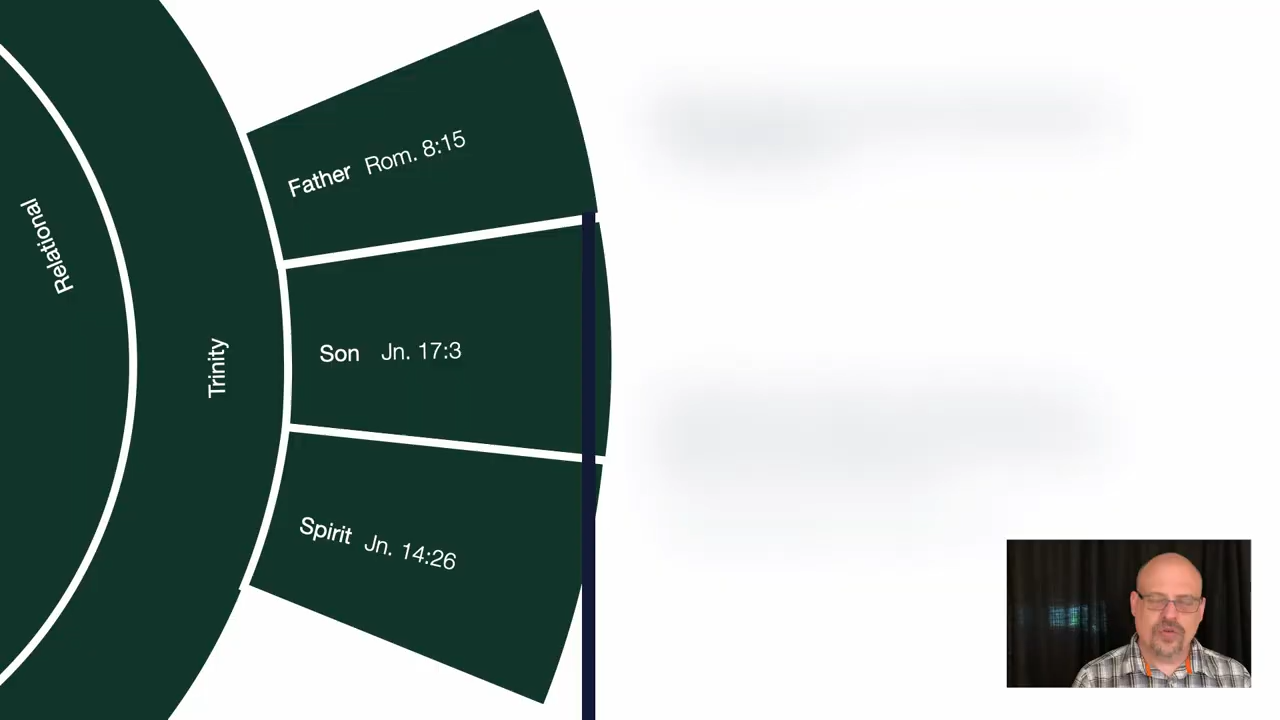 Relational
Trinity
Father Rom. 8:15
Son Jn. 17:3
Spirit Jn. 14:26